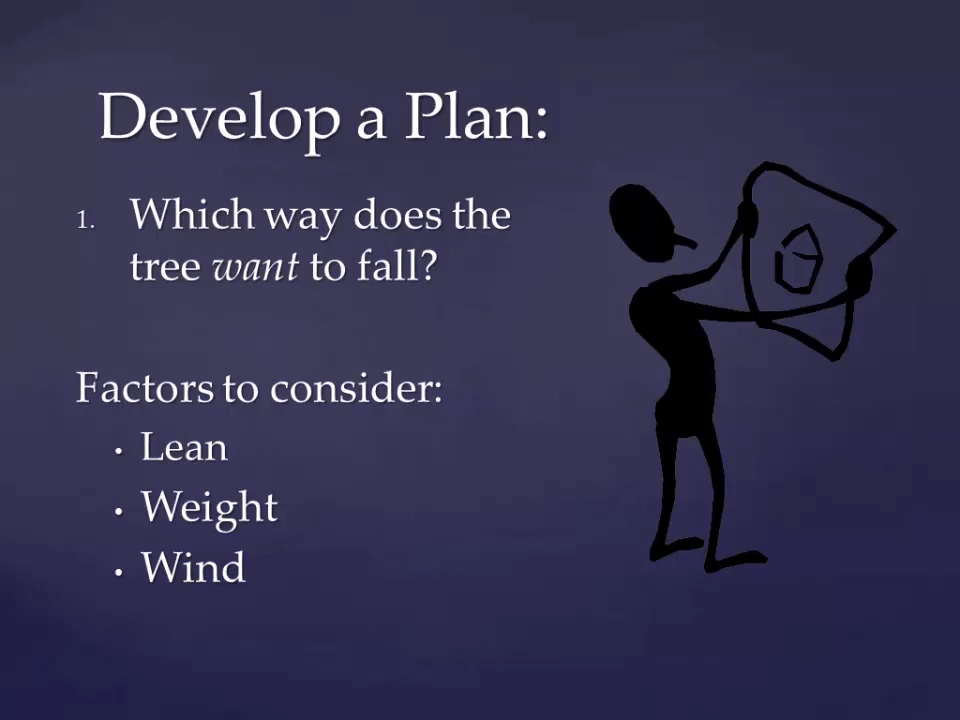 Develop a Plan:
1. Which way does the
tree want to fall?
Factors to consider:
• Lean
• Weight
• Wind